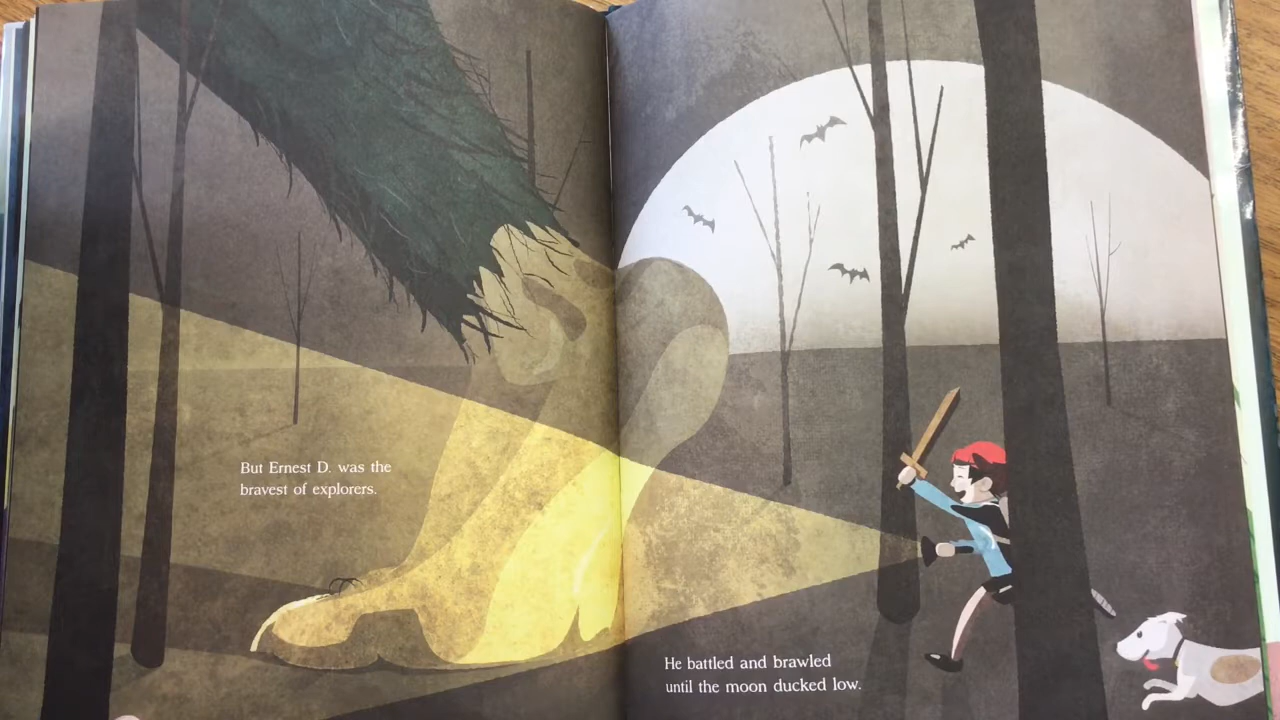 But Ernest D. was the
bravest of explorers.
He battled and brawled
until the moon ducked low.